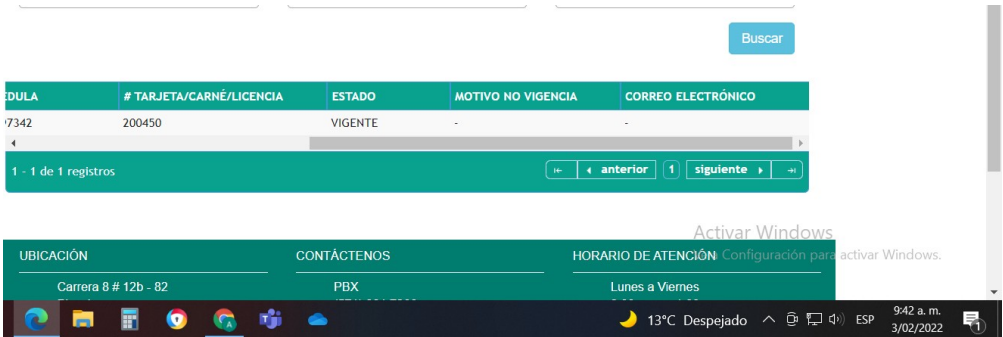 Buscar
# TARJETA/CARNÉ/LICENCIA ESTADO MOTIVO NO VIGENCIA CORREO ELECTRÓNICO
200450 VIGENTE - -
1 - 1 de 1 registros anterior 1 siguiente
Activar Windows
Configuración para activar Windows.
UBICACIÓN CONTÁCTENOS HORARIO DE ATENCIÓN
Carrera 8 # 12b - 82 PBX Lunes a Viernes
13°C Despejado ESP 9:42 a. m.
3/02/2022
1